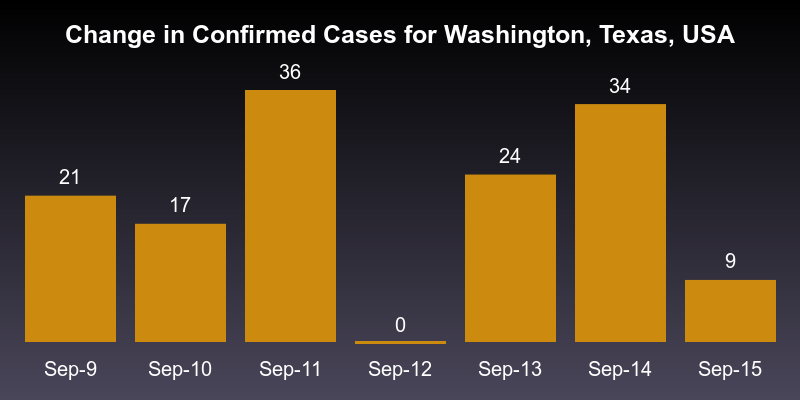 Change in Confirmed Cases for Washington, Texas, USA
21
17
36
0
24
34
9
Sep-9
Sep-10
Sep-11
Sep-12
Sep-13
Sep-14
Sep-15